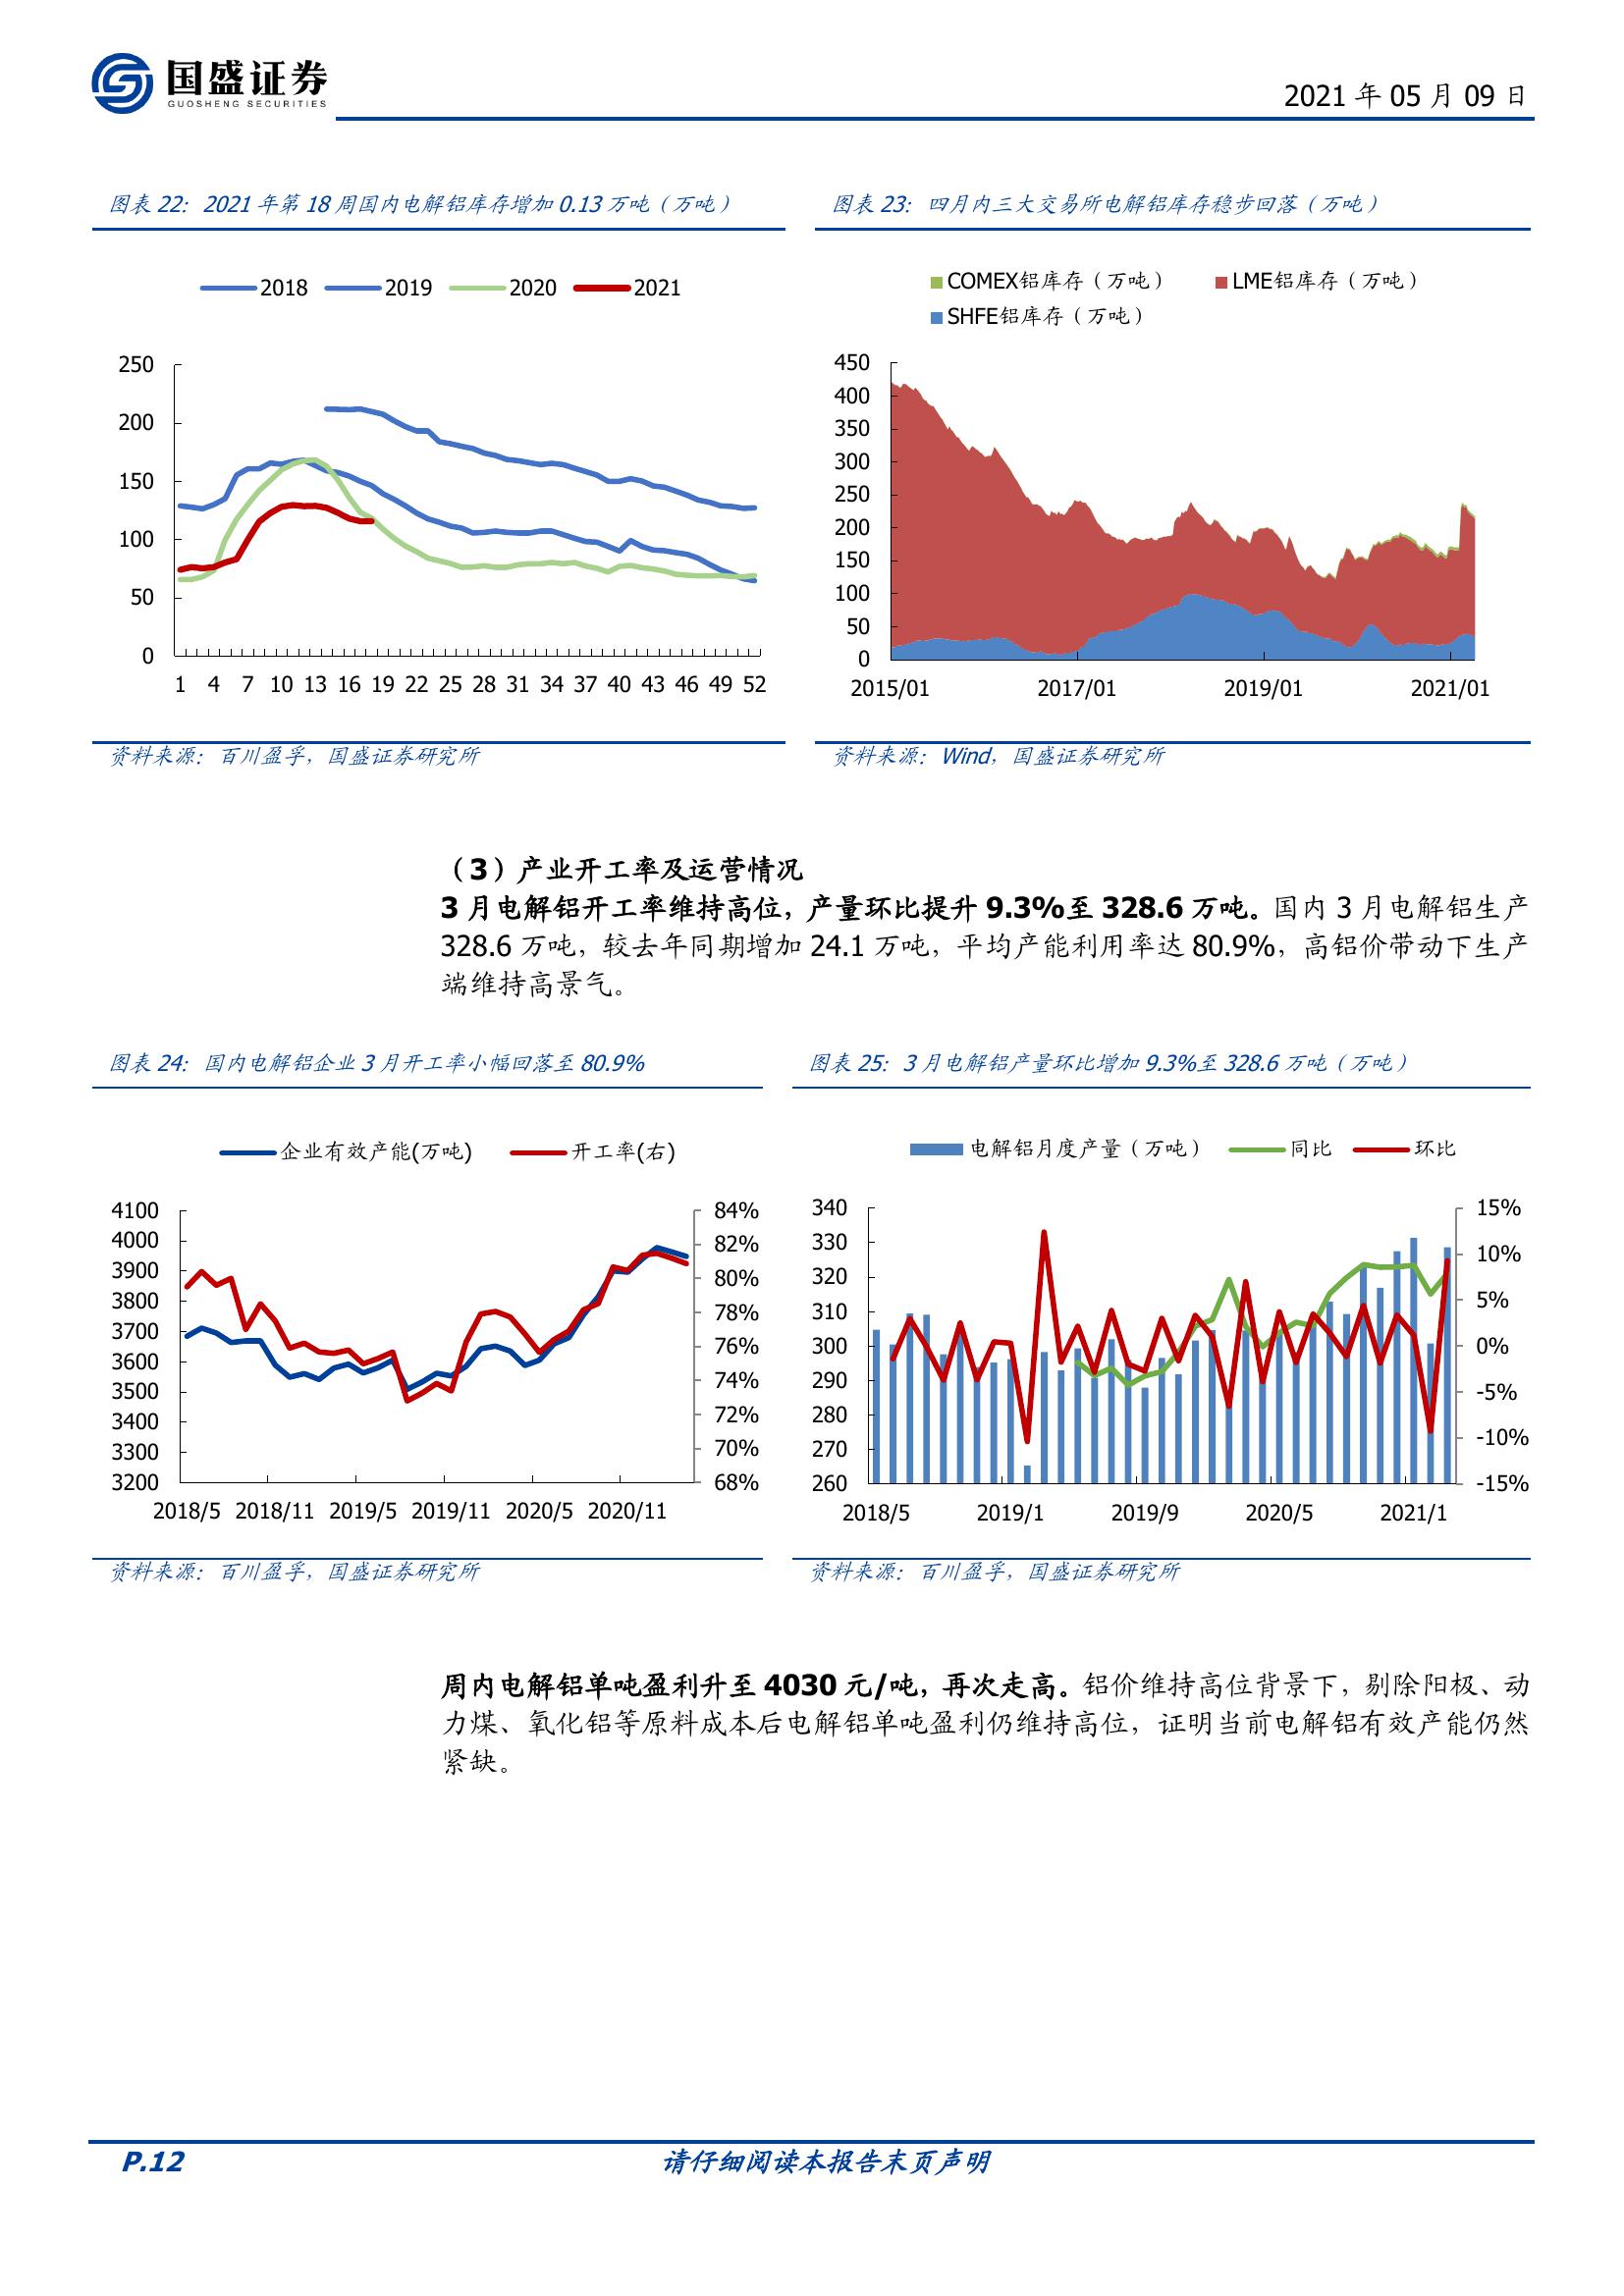 国盛证券
GUOSHENG SECURITIES
2021 年 05 月 09 日
图表 22：2021 年第 18 周国内电解铝库存增加 0.13 万吨（万吨）
2018 2019 2020 2021
250
200
150
100
50
0
1 4 7 10 13 16 19 22 25 28 31 34 37 40 43 46 49 52
资料来源：百川盈孚，国盛证券研究所
图表 23：四月内三大交易所电解铝库存稳步回落（万吨）
COMEX铝库存（万吨） LME铝库存（万吨）
SHFE铝库存（万吨）
450
400
350
300
250
200
150
100
50
0
2015/01 2017/01 2019/01 2021/01
资料来源：Wind，国盛证券研究所
（3）产业开工率及运营情况
3 月电解铝开工率维持高位，产量环比提升 9.3%至 328.6 万吨。国内 3 月电解铝生产
328.6 万吨，较去年同期增加 24.1 万吨，平均产能利用率达 80.9%，高铝价带动下生产
端维持高景气。
图表 24：国内电解铝企业 3 月开工率小幅回落至 80.9%
企业有效产能(万吨) 开工率(右)
4100
4000
3900
3800
3700
3600
3500
3400
3300
3200
84%
82%
80%
78%
76%
74%
72%
70%
68%
2018/5 2018/11 2019/5 2019/11 2020/5 2020/11
资料来源：百川盈孚，国盛证券研究所
图表 25：3 月电解铝产量环比增加 9.3%至 328.6 万吨（万吨）
电解铝月度产量（万吨） 同比 环比
340
330
320
310
300
290
280
270
260
15%
10%
5%
0%
-5%
-10%
-15%
2018/5 2019/1 2019/9 2020/5 2021/1
资料来源：百川盈孚，国盛证券研究所
周内电解铝单吨盈利升至 4030 元/吨，再次走高。铝价维持高位背景下，剔除阳极、动
力煤、氧化铝等原料成本后电解铝单吨盈利仍维持高位，证明当前电解铝有效产能仍然
紧缺。
P.12
请仔细阅读本报告末页声明